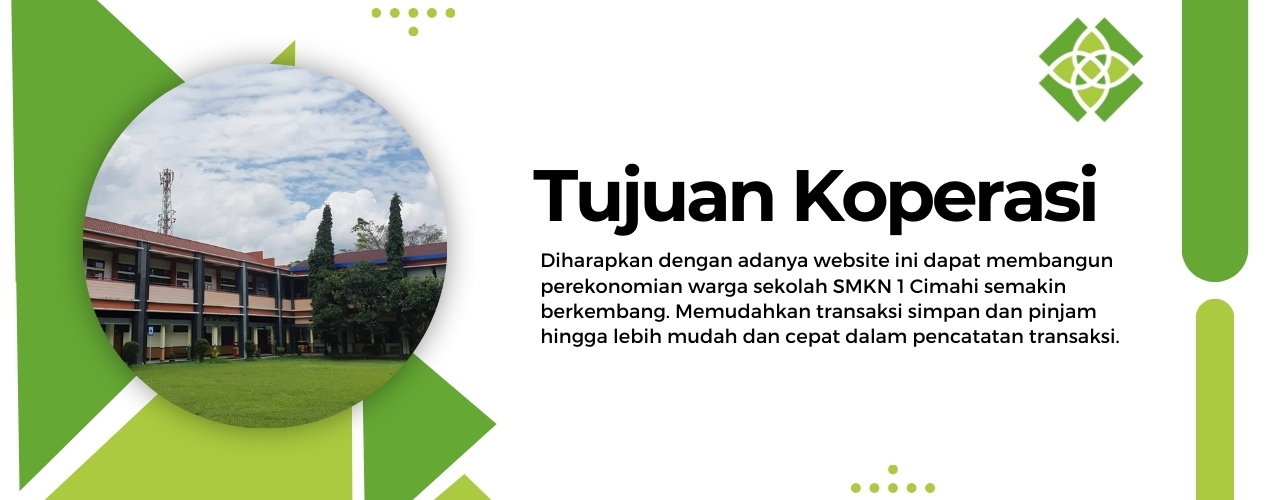 Tujuan Koperasi
Diharapkan dengan adanya website ini dapat membangun
perekonomian warga sekolah SMKN 1 Cimahi semakin
berkembang. Memudahkan transaksi simpan dan pinjam
hingga lebih mudah dan cepat dalam pencatatan transaksi.